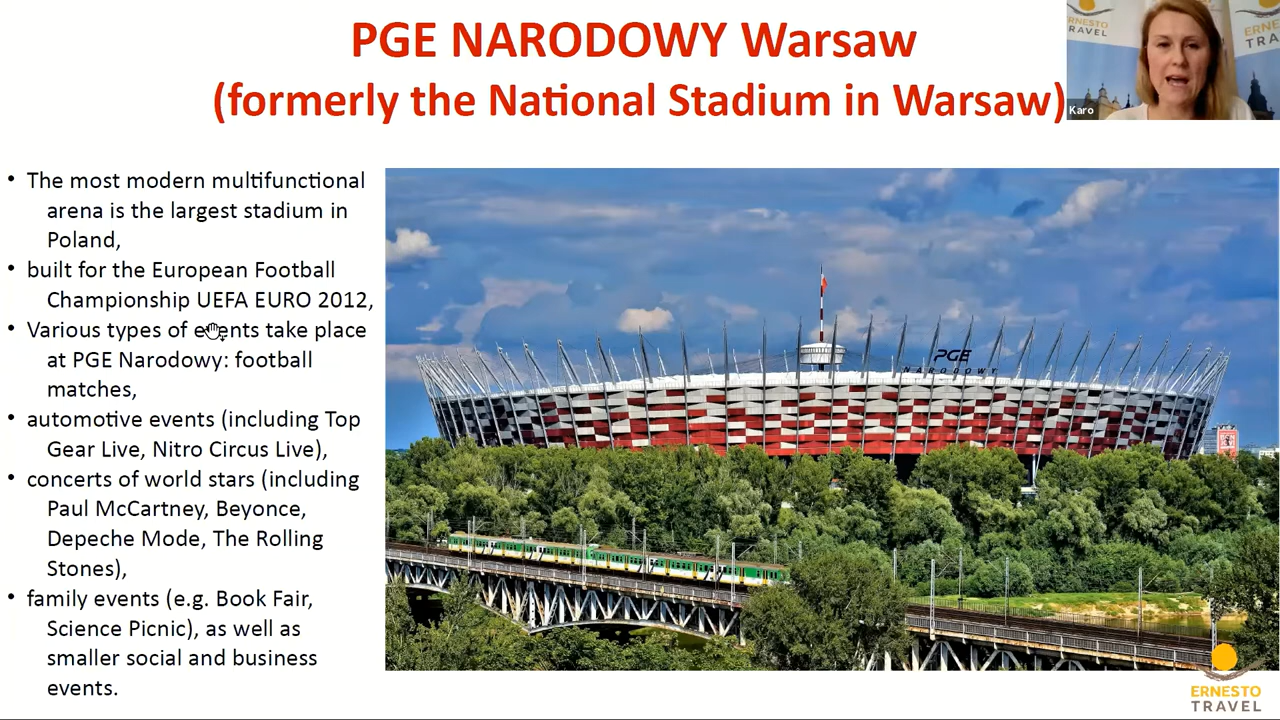 PGE NARODOWY Warsaw
(formerly the National Stadium in Warsaw)
ERNESTO
TRAVEL
Karo
• The most modern multifunctional
arena is the largest stadium in
Poland,
• built for the European Football
Championship UEFA EURO 2012,
• Various types of events take place
at PGE Narodowy: football
matches,
• automotive events (including Top
Gear Live, Nitro Circus Live),
• concerts of world stars (including
Paul McCartney, Beyonce,
Depeche Mode, The Rolling
Stones),
• family events (e.g. Book Fair,
Science Picnic), as well as
smaller social and business
events.
PGE
NARODOWY
ERNESTO
TRAVEL